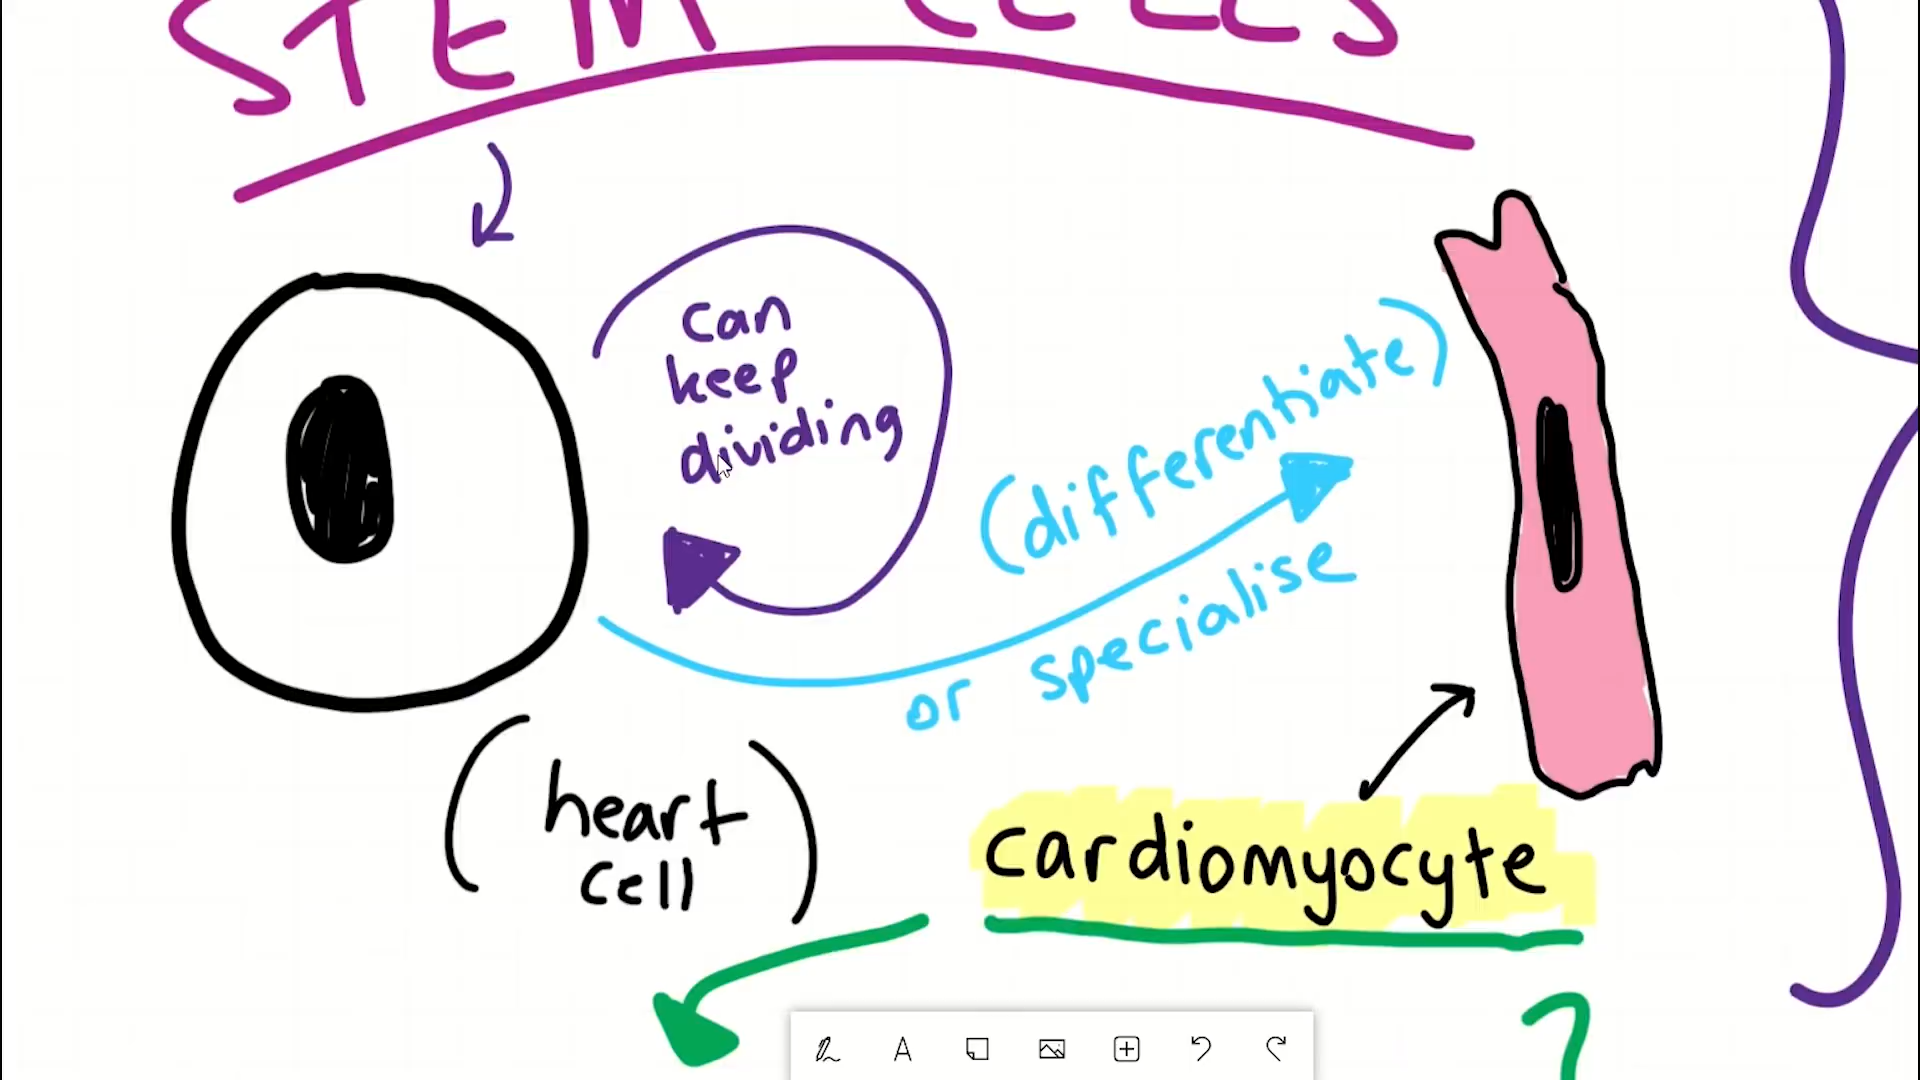 STEM CELLS
can
keep
dividing
(differentiate)
or specialise
(heart
cell)
cardiomyocyte
?
A